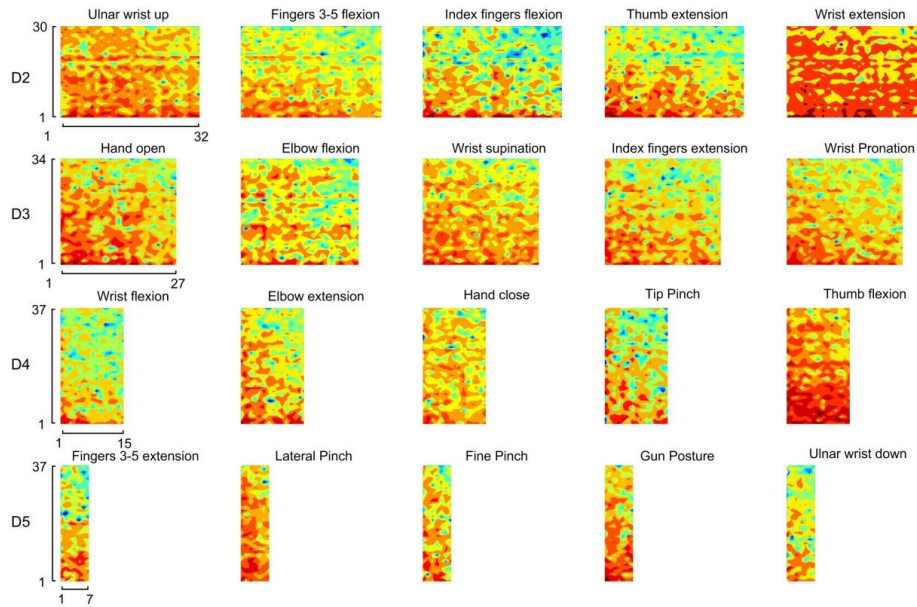 Ulnar wrist up
Fingers 3-5 flexion
Index fingers flexion
Thumb extension
Wrist extension
30
D2
1
1
32
Hand open
Elbow flexion
Wrist supination
Index fingers extension
Wrist Pronation
34
D3
1
1
27
Wrist flexion
Elbow extension
Hand close
Tip Pinch
Thumb flexion
37
D4
1
1
15
Fingers 3-5 extension
Lateral Pinch
Fine Pinch
Gun Posture
Ulnar wrist down
37
D5
1
1
7